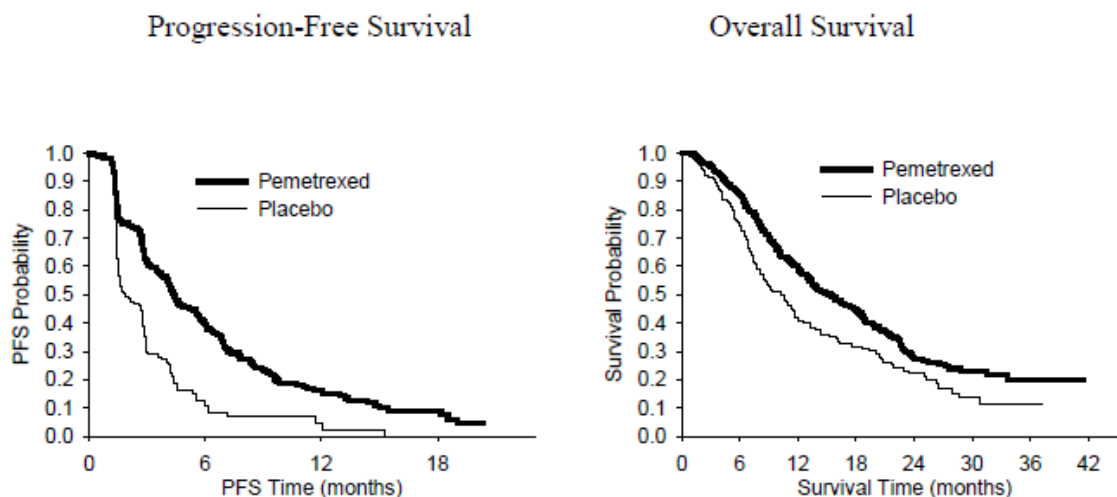 Progression-Free Survival
Overall Survival
PFS Probability
1.0
0.9
0.8
0.7
0.6
0.5
0.4
0.3
0.2
0.1
0.0
Pemetrexed
Placebo
0 6 12 18
PFS Time (months)
Survival Probability
1.0
0.9
0.8
0.7
0.6
0.5
0.4
0.3
0.2
0.1
0.0
Pemetrexed
Placebo
0 6 12 18 24 30 36 42
Survival Time (months)